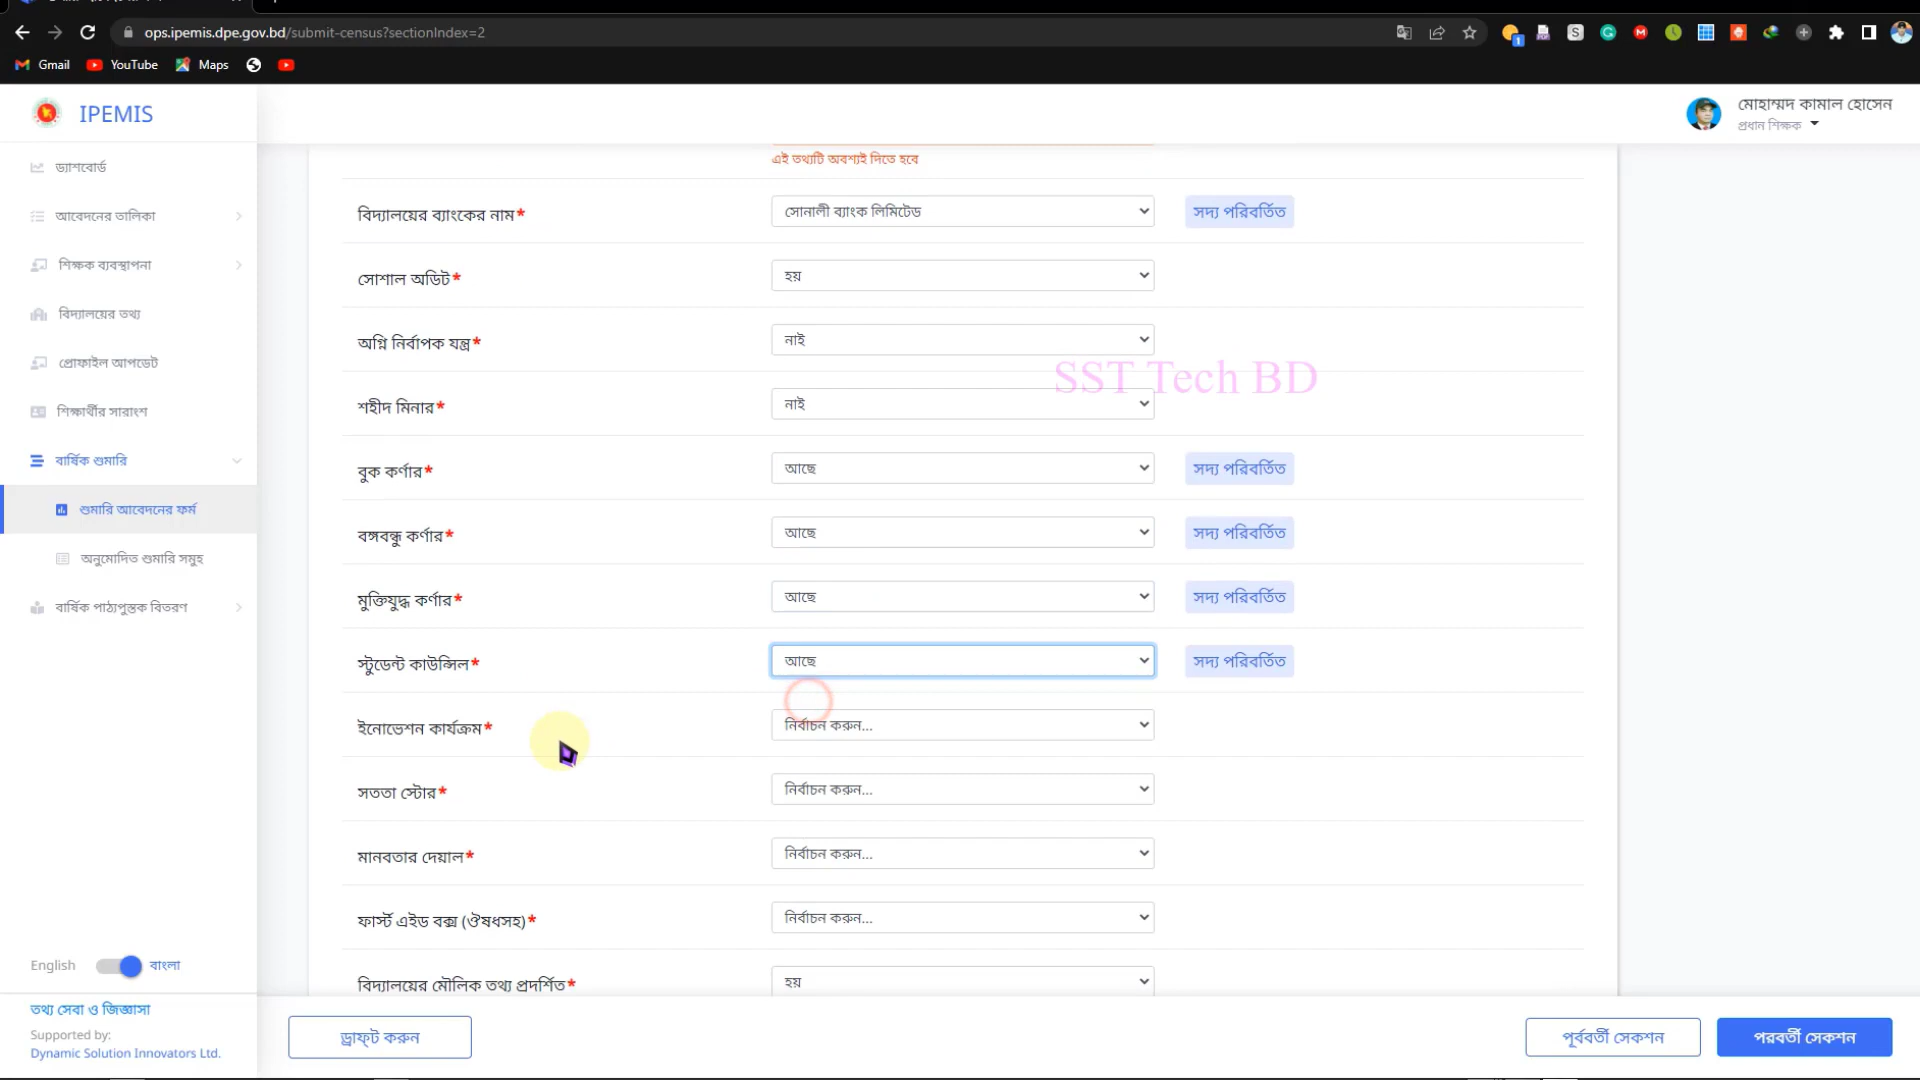 ops.ipemis.dpe.gov.bd/submit-census?sectionIndex=2
Gmail
YouTube
Maps
IPEMIS
মোহাম্মদ কামাল হোসেন
প্রধান শিক্ষক
ড্যাশবোর্ড
আবেদনের তালিকা
শিক্ষক ব্যবস্থাপনা
বিদ্যালয়ের তথ্য
প্রোফাইল আপডেট
শিক্ষার্থীর সারাংশ
বার্ষিক শুমারি
শুমারি আবেদনের ফর্ম
অনুমোদিত শুমারি সমুহ
বার্ষিক পাঠ্যপুস্তক বিতরণ
English
বাংলা
তথ্য সেবা ও জিজ্ঞাসা
Supported by:
Dynamic Solution Innovators Ltd.
এই তথ্যটি অবশ্যই দিতে হবে
বিদ্যালয়ের ব্যাংকের নাম* সোনালী ব্যাংক লিমিটেড সদ্য পরিবর্তিত
সোশাল অডিট* হয়
অগ্নি নির্বাপক যন্ত্র* নাই
SST Tech BD
শহীদ মিনার* নাই
বুক কর্ণার* আছে সদ্য পরিবর্তিত
বঙ্গবন্ধু কর্ণার* আছে সদ্য পরিবর্তিত
মুক্তিযুদ্ধ কর্ণার* আছে সদ্য পরিবর্তিত
স্টুডেন্ট কাউন্সিল* আছে সদ্য পরিবর্তিত
ইনোভেশন কার্যক্রম* নির্বাচন করুন...
সততা স্টোর* নির্বাচন করুন...
মানবতার দেয়াল* নির্বাচন করুন...
ফার্স্ট এইড বক্স (ঔষধসহ)* নির্বাচন করুন...
বিদ্যালয়ের মৌলিক তথ্য প্রদর্শিত* হয়
ড্রাফ্ট করুন
পূর্ববর্তী সেকশন
পরবর্তী সেকশন